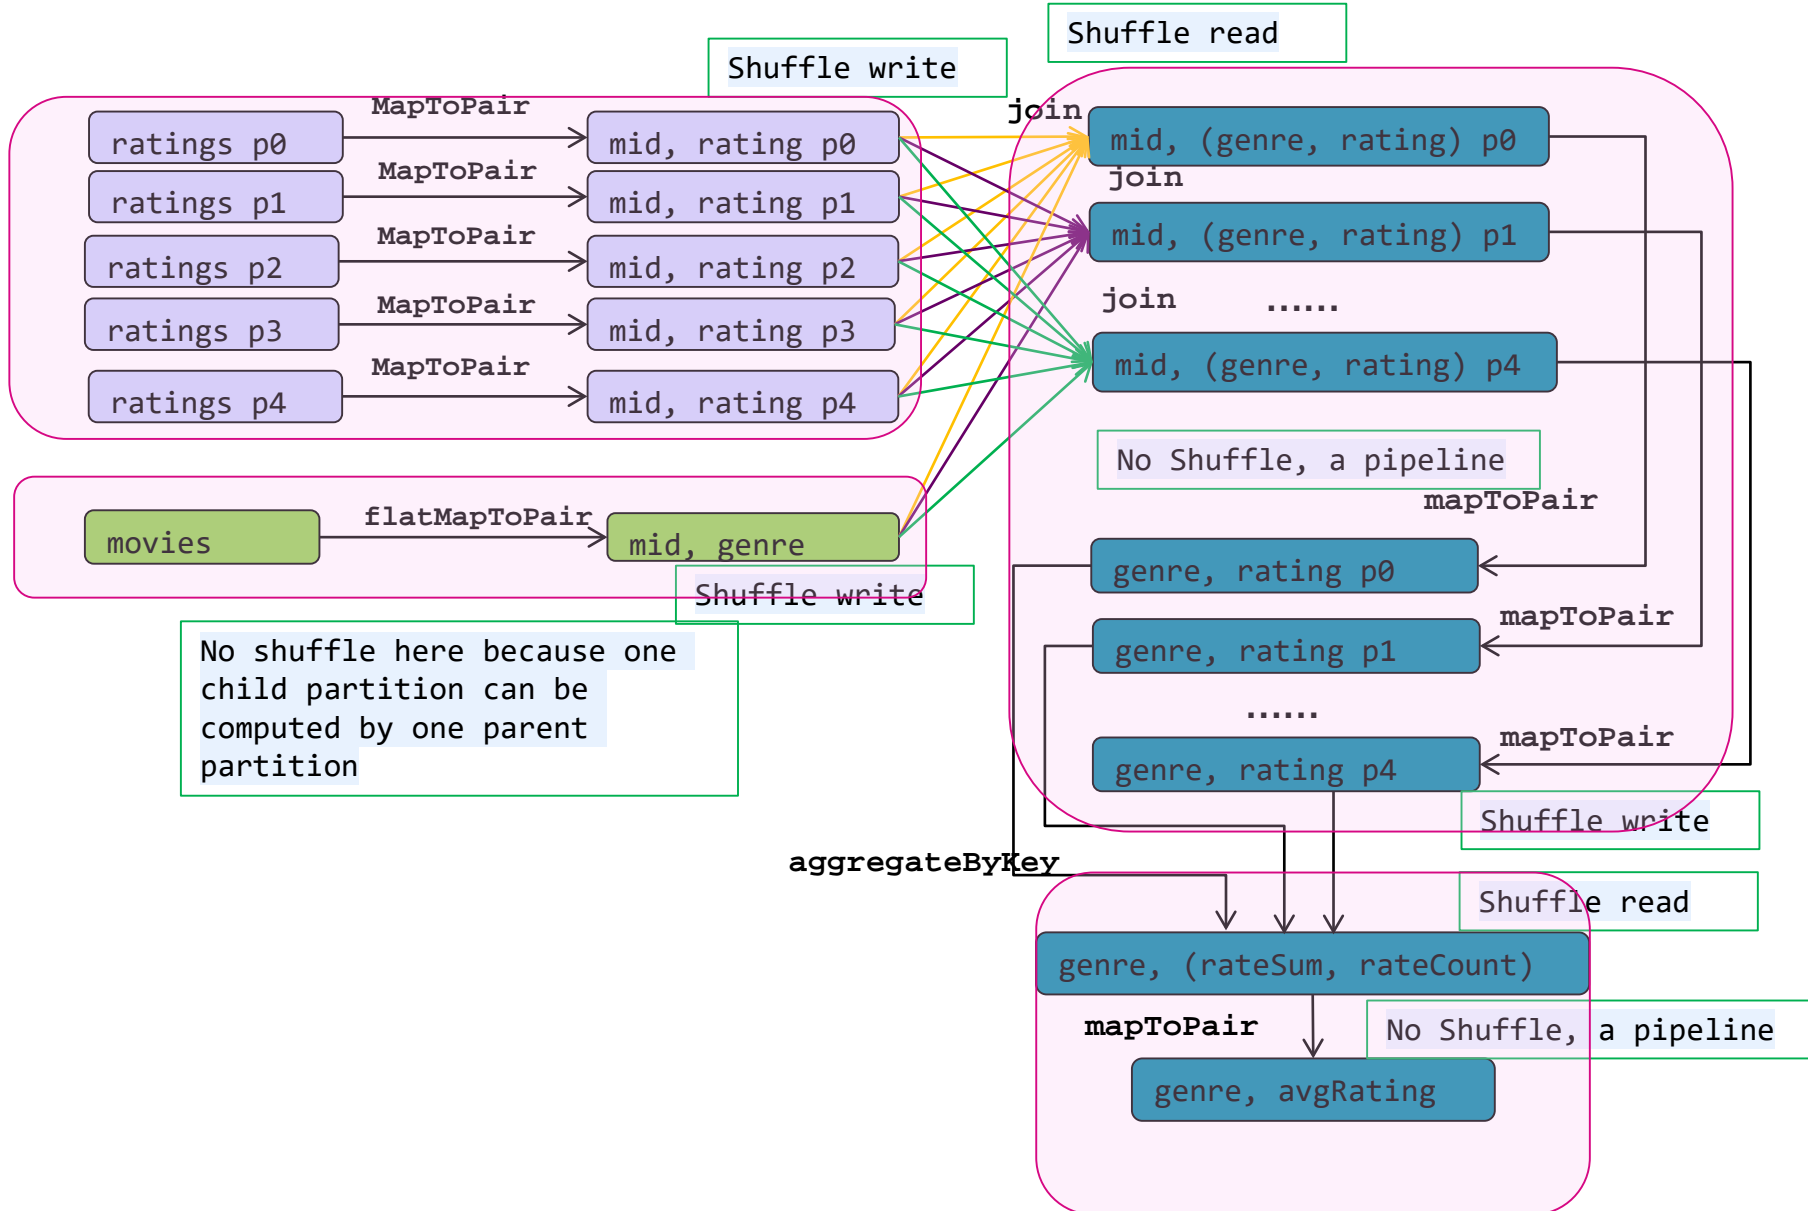 Shuffle read
Shuffle write
MapToPair
join
ratings p0
mid, rating p0
mid, (genre, rating) p0
MapToPair
join
ratings p1
mid, rating p1
mid, (genre, rating) p1
MapToPair
ratings p2
mid, rating p2
MapToPair
join
......
ratings p3
mid, rating p3
MapToPair
mid, (genre, rating) p4
ratings p4
mid, rating p4
No Shuffle, a pipeline
mapToPair
flatMapToPair
movies
mid, genre
genre, rating p0
Shuffle write
mapToPair
No shuffle here because one
child partition can be
computed by one parent
partition
genre, rating p1
......
mapToPair
genre, rating p4
Shuffle write
aggregateByKey
Shuffle read
genre, (rateSum, rateCount)
mapToPair
No Shuffle, a pipeline
genre, avgRating